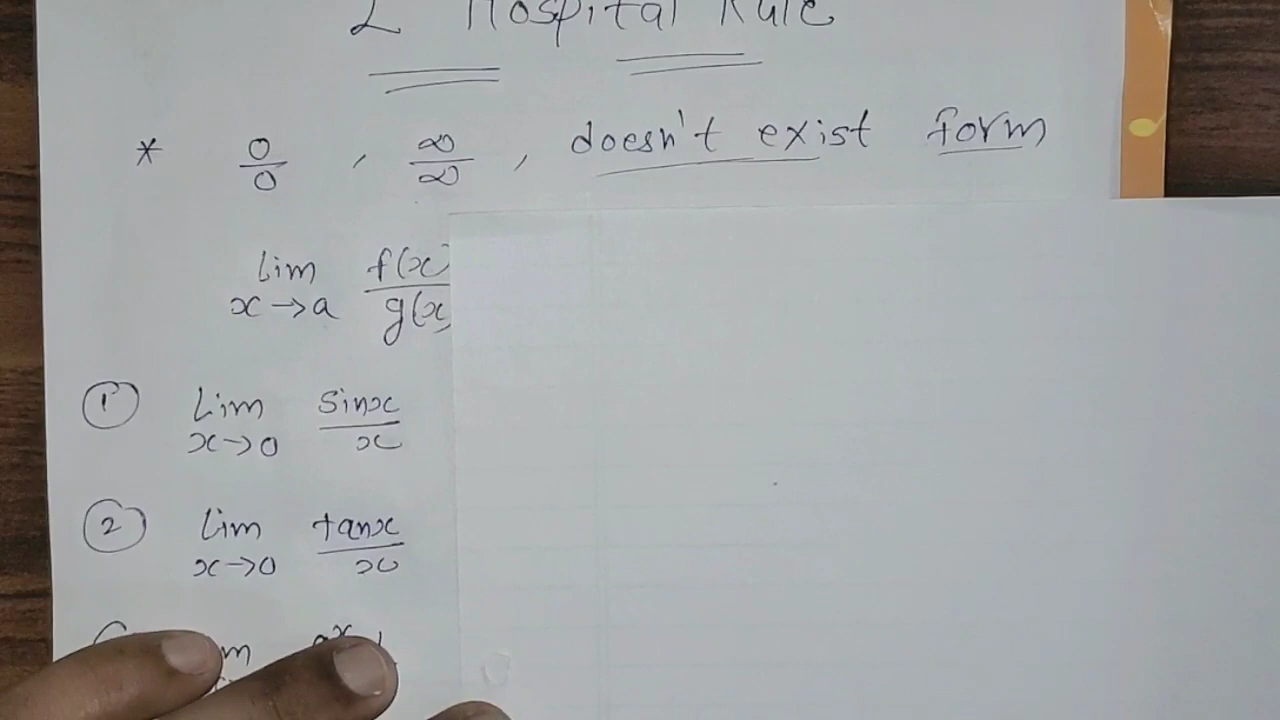 L Hospital Rule
* 0/0 , ∞/∞ , doesn't exist form
lim x→a f(x)/g(x)
① Lim x→0 sinx/x
② lim x→0 tanx/x